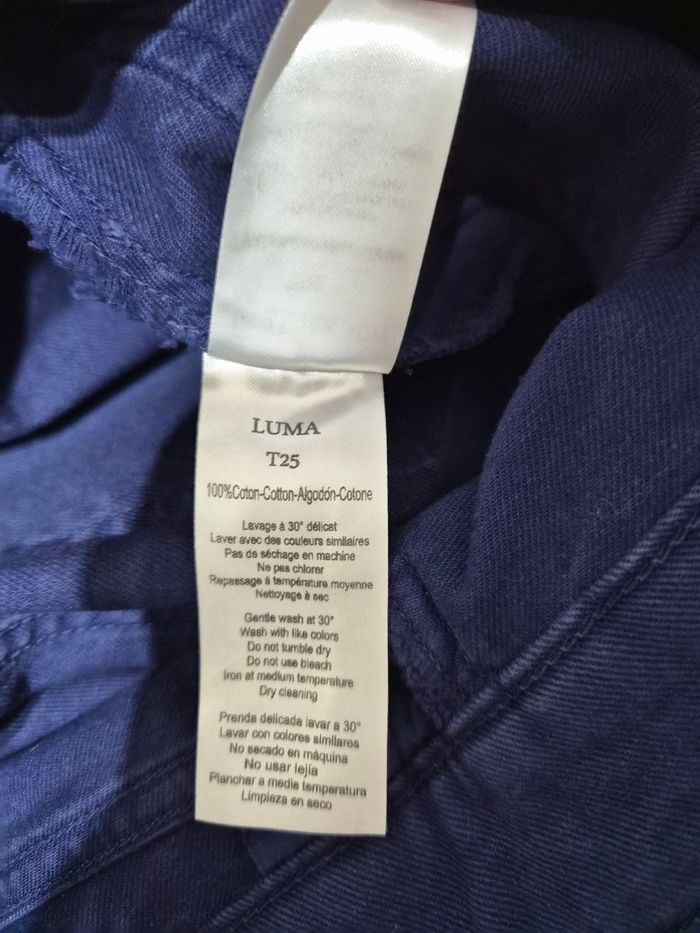 LUMA
T25
100%Coton-Cotton-Algodón-Cotone
Lavage à 30° délicat
Laver avec des couleurs similaires
Pas de séchage en machine
Ne pas chlorer
Repassage à température moyenne
Nettoyage à sec
Gentle wash at 30°
Wash with like colors
Do not tumble dry
Do not use bleach
Iron at medium temperature
Dry cleaning
Prenda delicada lavar a 30°
Lavar con colores similares
No secado en máquina
No usar lejía
Planchar a media temperatura
Limpieza en seco